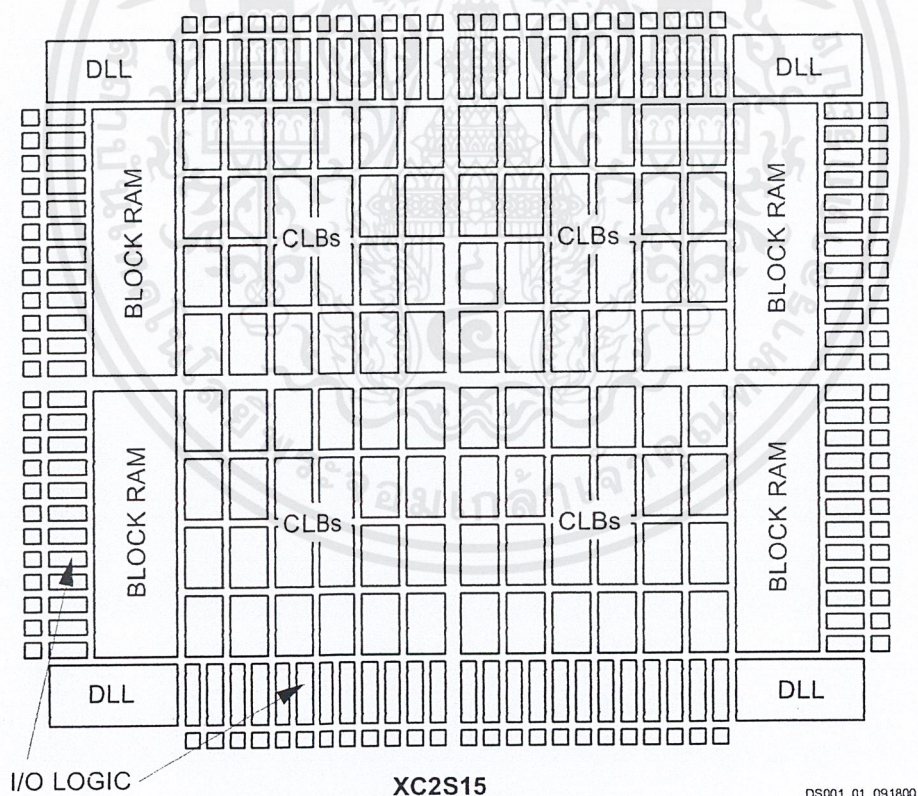 DLL
DLL
BLOCK RAM
CLBs
CLBs
BLOCK RAM
BLOCK RAM
CLBs
CLBs
BLOCK RAM
DLL
DLL
I/O LOGIC
XC2S15
DS001_01_091800